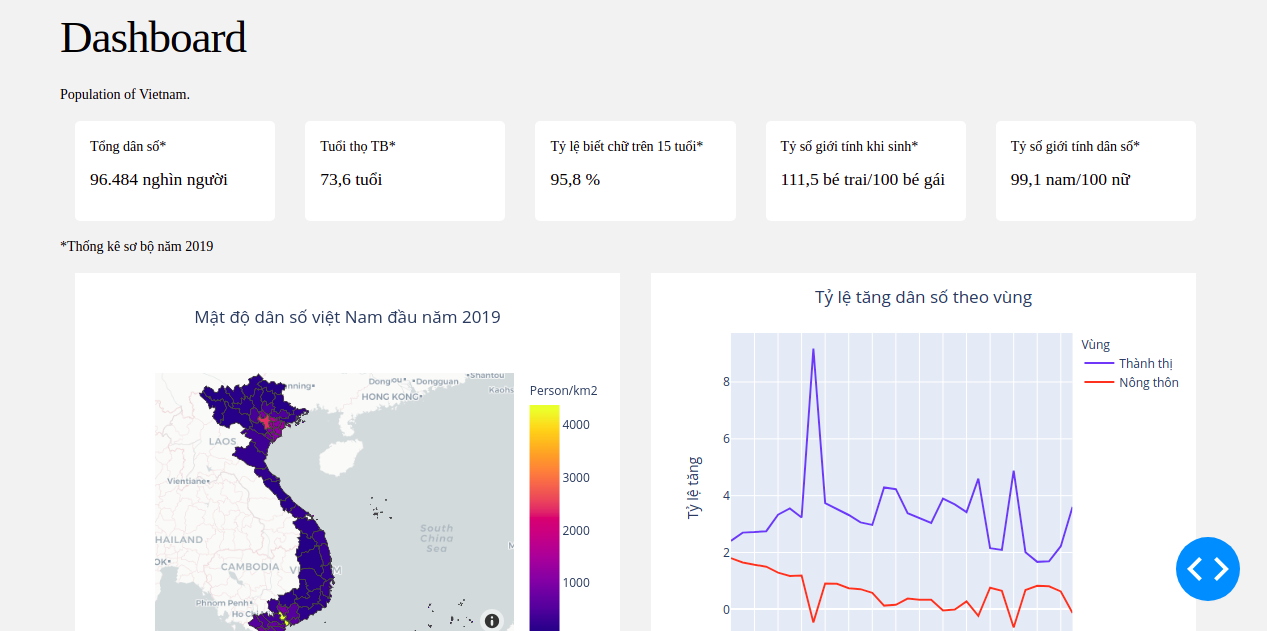 Dashboard
Population of Vietnam.
Tổng dân số*
96.484 nghìn người
Tuổi thọ TB*
73,6 tuổi
Tỷ lệ biết chữ trên 15 tuổi*
95,8 %
Tỷ số giới tính khi sinh*
111,5 bé trai/100 bé gái
Tỷ số giới tính dân số*
99,1 nam/100 nữ
*Thống kê sơ bộ năm 2019
Mật độ dân số việt Nam đầu năm 2019
nning
Dongguan
Shantou
HONG KONG
Kaohs
LAOS
Vientiane
HAILAND
OK
CAMBODIA
V
M
Phnom Penh
Ho C
South
China
Sea
M
Person/km2
4000
3000
2000
1000
Tỷ lệ tăng dân số theo vùng
Tỷ lệ tăng
8
6
4
2
0
Vùng
Thành thị
Nông thôn